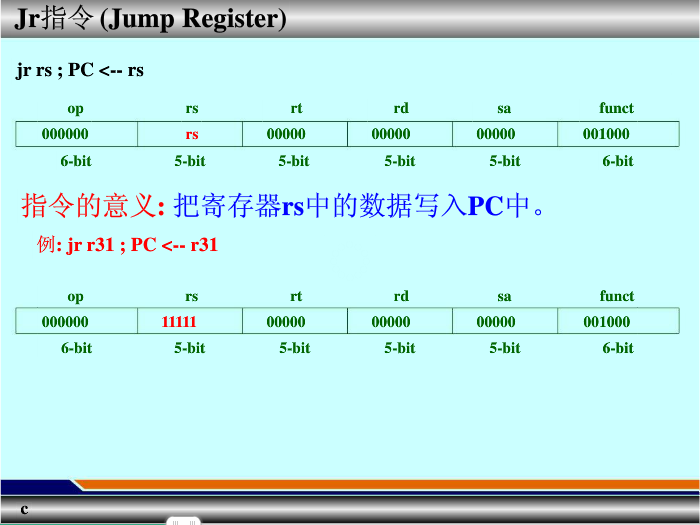 Jr指令 (Jump Register)
jr rs ; PC <-- rs
op rs rt rd sa funct
000000 rs 00000 00000 00000 001000
6-bit 5-bit 5-bit 5-bit 5-bit 6-bit
指令的意义: 把寄存器rs中的数据写入PC中。
例: jr r31 ; PC <-- r31
op rs rt rd sa funct
000000 11111 00000 00000 00000 001000
6-bit 5-bit 5-bit 5-bit 5-bit 6-bit
c